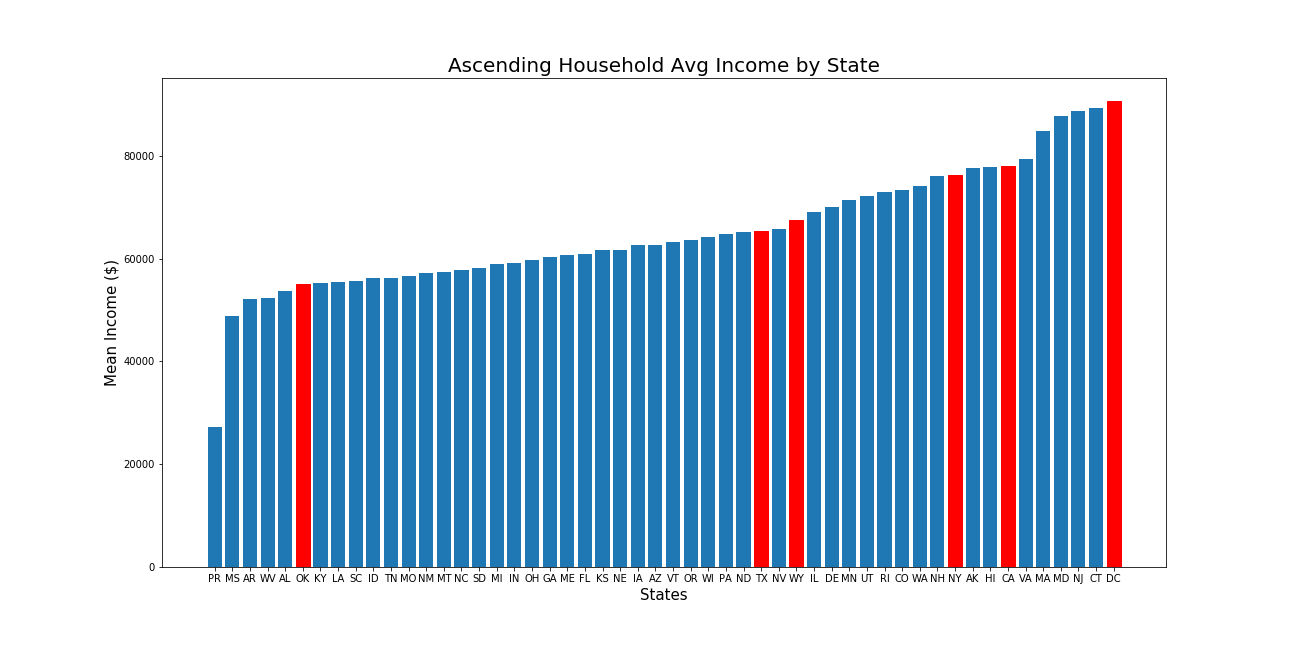 Ascending Household Avg Income by State
80000
60000
40000
20000
0
Mean Income ($)
PR MS AR WV AL OK KY LA SC ID TN MO NM MT NC SD MI IN OH GA ME FL KS NE IA AZ VT OR WI PA ND TX NV WY IL DE MN UT RI CO WA NH NY AK HI CA VA MA MD NJ CT DC
States